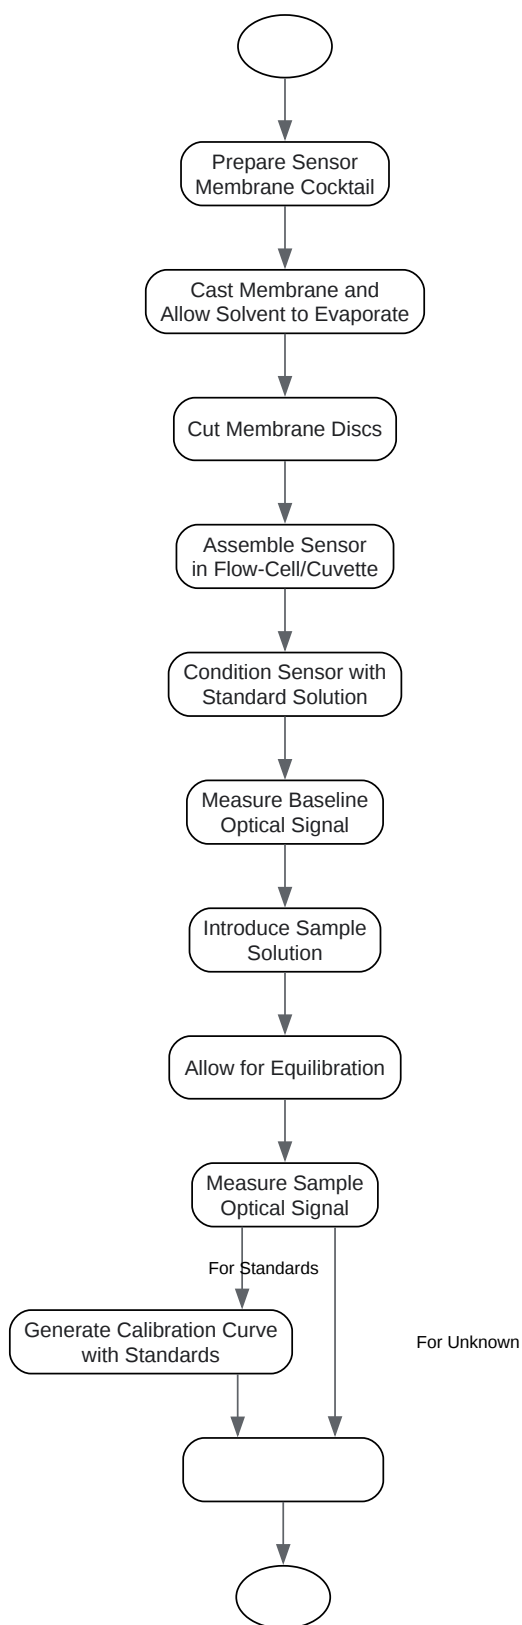 Prepare Sensor
Membrane Cocktail
Cast Membrane and
Allow Solvent to Evaporate
Cut Membrane Discs
Assemble Sensor
in Flow-Cell/Cuvette
Condition Sensor with
Standard Solution
Measure Baseline
Optical Signal
Introduce Sample
Solution
Allow for Equilibration
Measure Sample
Optical Signal
For Standards
Generate Calibration Curve
with Standards
For Unknown